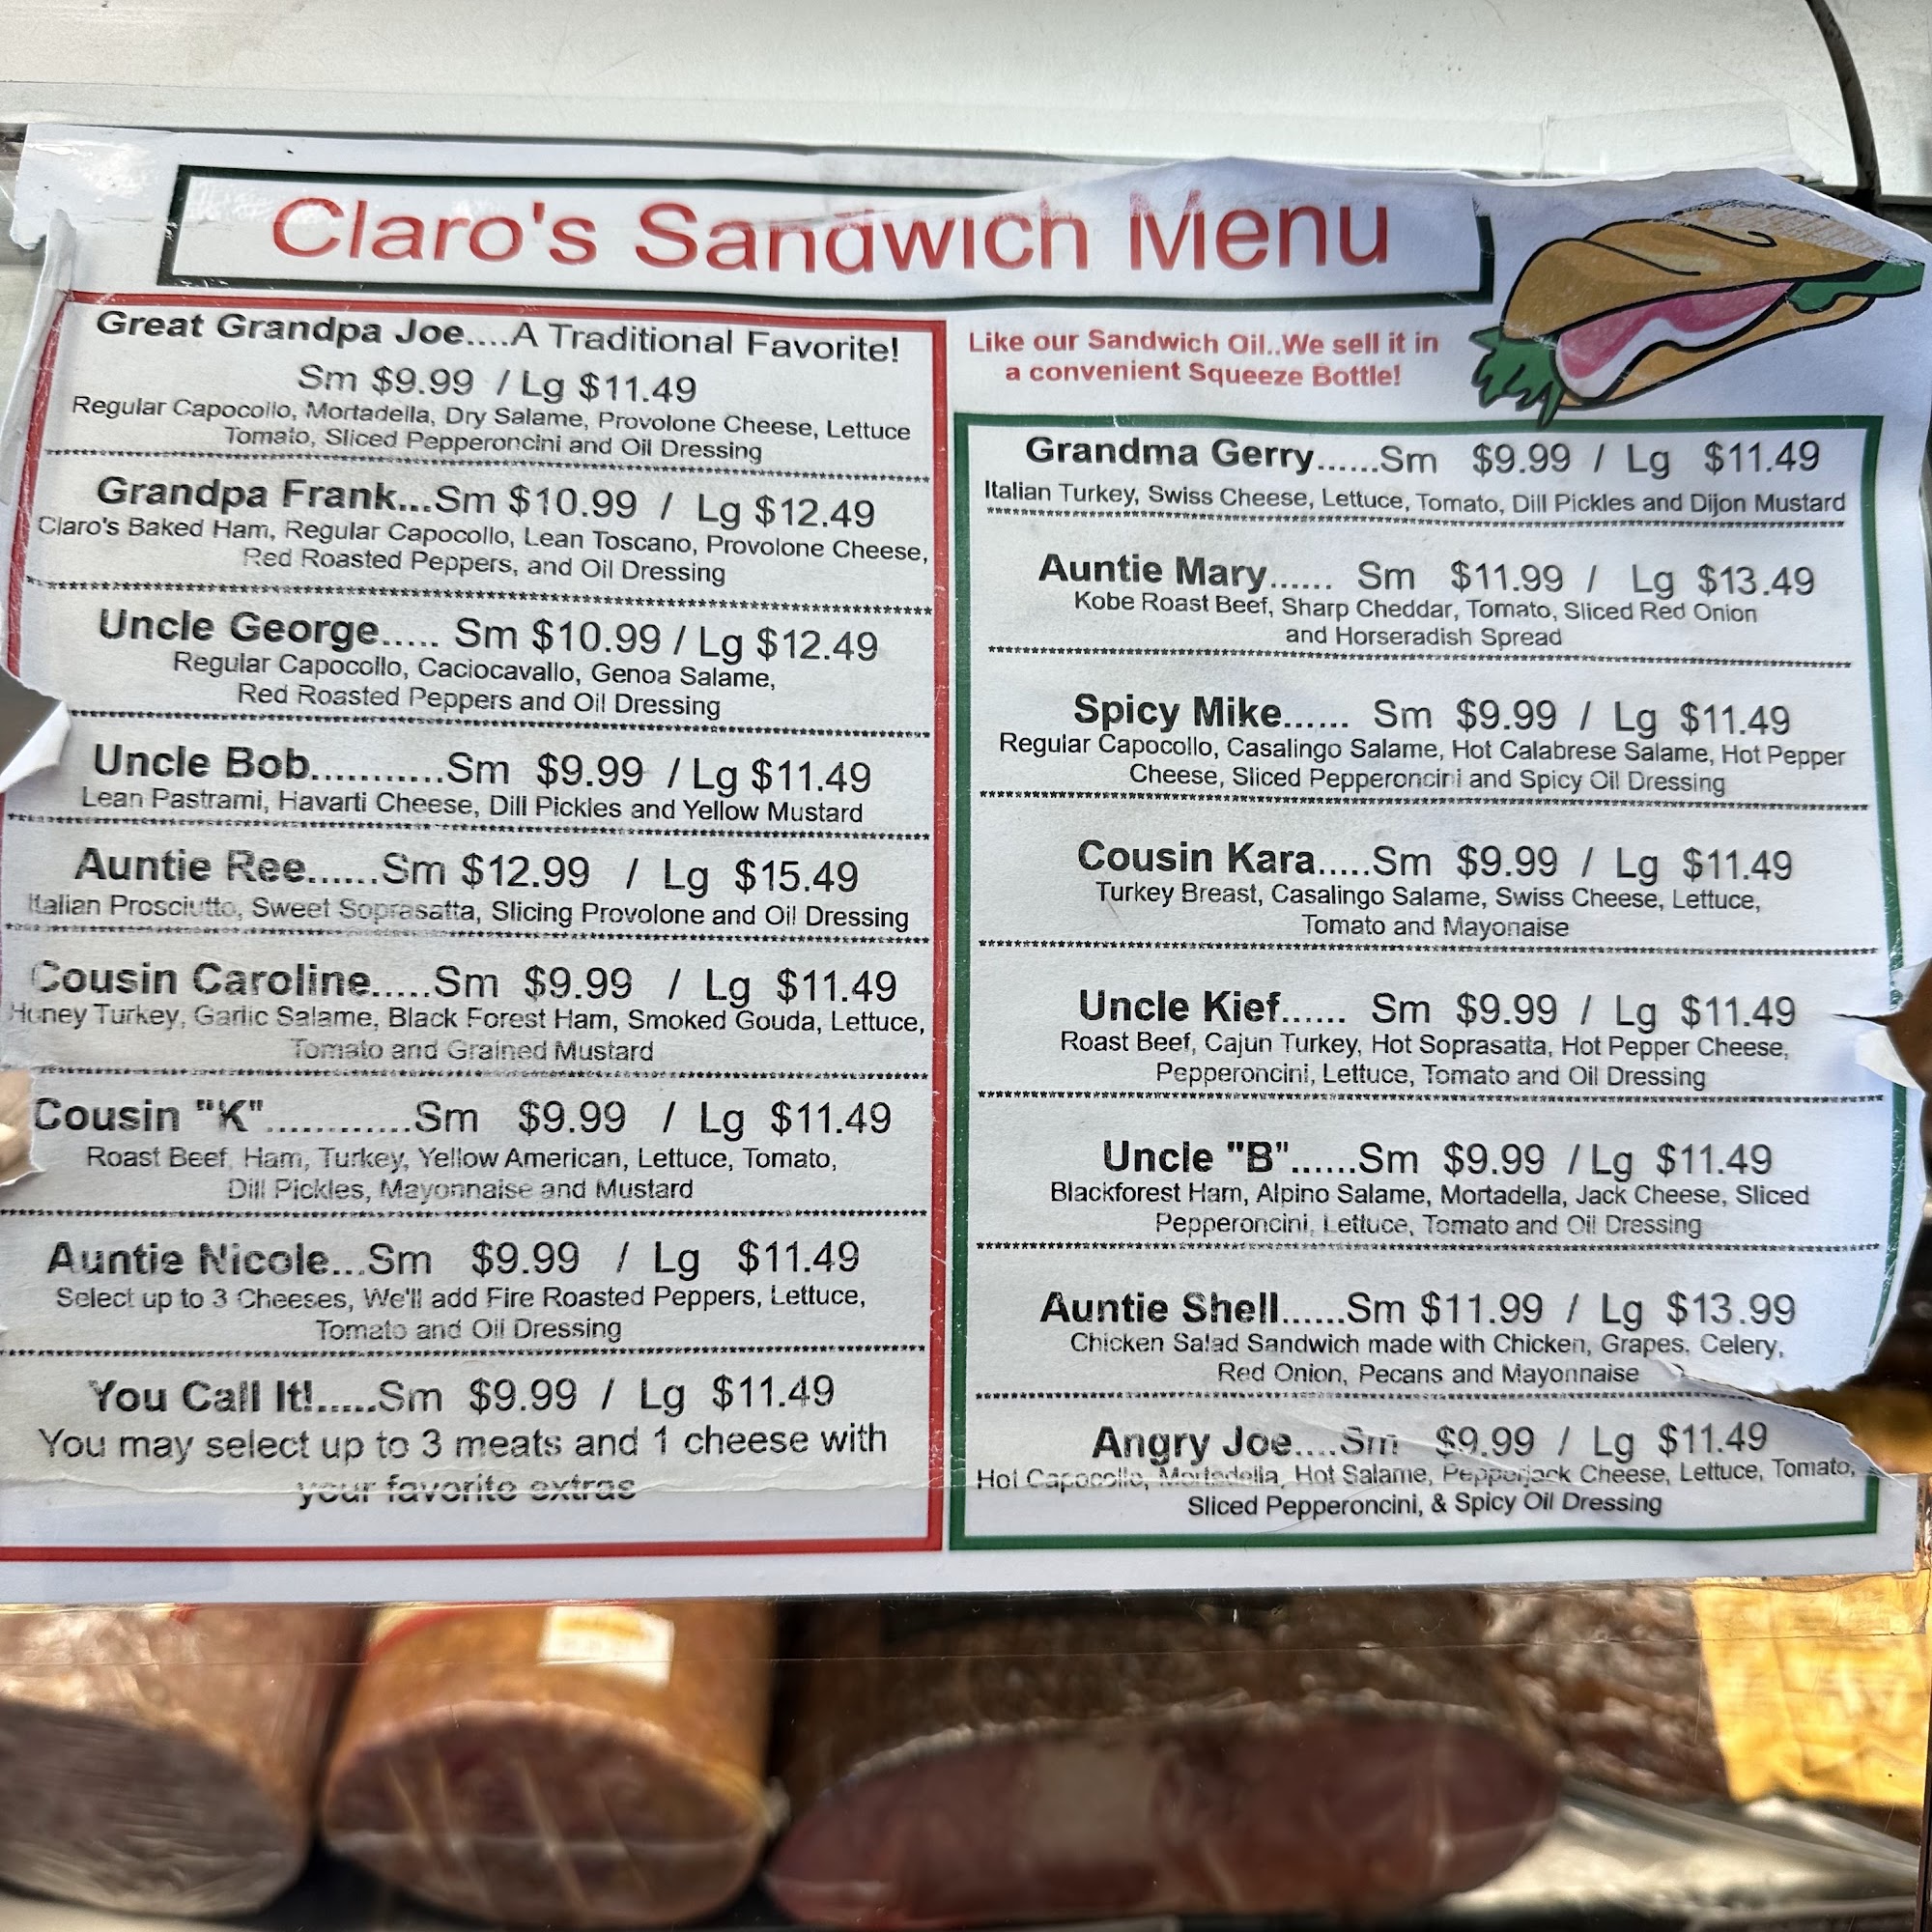 Claro's Sandwich Menu
Great Grandpa Joe....A Traditional Favorite!
Sm $9.99 / Lg $11.49
Regular Capocollo, Mortadella, Dry Salame, Provolone Cheese, Lettuce
Tomato, Sliced Pepperoncini and Oil Dressing
Grandpa Frank...Sm $10.99 / Lg $12.49
Claro's Baked Ham, Regular Capocollo, Lean Toscano, Provolone Cheese,
Red Roasted Peppers, and Oil Dressing
Uncle George..... Sm $10.99 / Lg $12.49
Regular Capocollo, Caciocavallo, Genoa Salame,
Red Roasted Peppers and Oil Dressing
Uncle Bob...........Sm $9.99 / Lg $11.49
Lean Pastrami, Havarti Cheese, Dill Pickles and Yellow Mustard
Auntie Ree......Sm $12.99 / Lg $15.49
Italian Prosciutto, Sweet Soprasatta, Slicing Provolone and Oil Dressing
Cousin Caroline.....Sm $9.99 / Lg $11.49
Honey Turkey, Garlic Salame, Black Forest Ham, Smoked Gouda, Lettuce,
Tomato and Grained Mustard
Cousin "K"............Sm $9.99 / Lg $11.49
Roast Beef, Ham, Turkey, Yellow American, Lettuce, Tomato,
Dill Pickles, Mayonnaise and Mustard
Auntie Nicole...Sm $9.99 / Lg $11.49
Select up to 3 Cheeses, We'll add Fire Roasted Peppers, Lettuce,
Tomato and Oil Dressing
You Call It!.....Sm $9.99 / Lg $11.49
You may select up to 3 meats and 1 cheese with
your favorite extras
Like our Sandwich Oil..We sell it in
a convenient Squeeze Bottle!
Grandma Gerry......Sm $9.99 / Lg $11.49
Italian Turkey, Swiss Cheese, Lettuce, Tomato, Dill Pickles and Dijon Mustard
Auntie Mary...... Sm $11.99 / Lg $13.49
Kobe Roast Beef, Sharp Cheddar, Tomato, Sliced Red Onion
and Horseradish Spread
Spicy Mike...... Sm $9.99 / Lg $11.49
Regular Capocollo, Casalingo Salame, Hot Calabrese Salame, Hot Pepper
Cheese, Sliced Pepperoncini and Spicy Oil Dressing
Cousin Kara.....Sm $9.99 / Lg $11.49
Turkey Breast, Casalingo Salame, Swiss Cheese, Lettuce,
Tomato and Mayonaise
Uncle Kief...... Sm $9.99 / Lg $11.49
Roast Beef, Cajun Turkey, Hot Soprasatta, Hot Pepper Cheese,
Pepperoncini, Lettuce, Tomato and Oil Dressing
Uncle "B"......Sm $9.99 / Lg $11.49
Blackforest Ham, Alpino Salame, Mortadella, Jack Cheese, Sliced
Pepperoncini, Lettuce, Tomato and Oil Dressing
Auntie Shell......Sm $11.99 / Lg $13.99
Chicken Salad Sandwich made with Chicken, Grapes, Celery,
Red Onion, Pecans and Mayonnaise
Angry Joe....Sm $9.99 / Lg $11.49
Hot Capocollo, Mortadella, Hot Salame, Pepperjack Cheese, Lettuce, Tomato,
Sliced Pepperoncini, & Spicy Oil Dressing